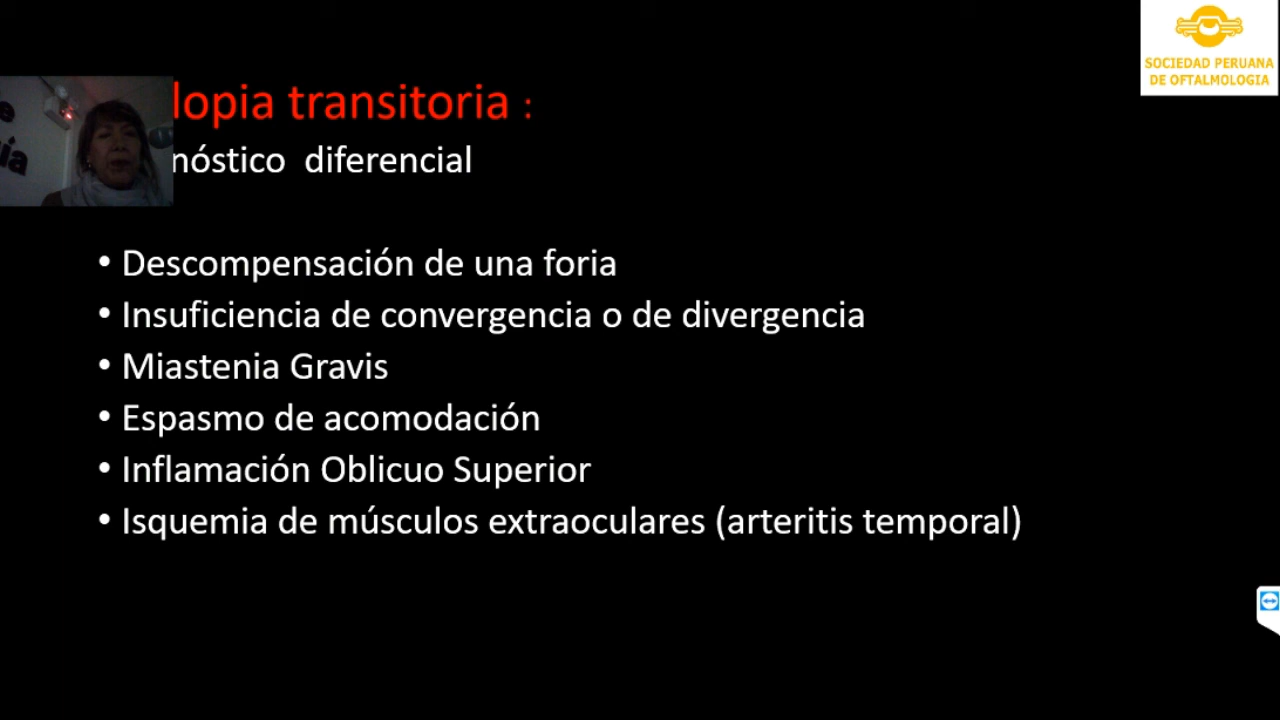 SOCIEDAD PERUANA
DE OFTALMOLOGIA
lopia transitoria :
nóstico diferencial
• Descompensación de una foria
• Insuficiencia de convergencia o de divergencia
• Miastenia Gravis
• Espasmo de acomodación
• Inflamación Oblicuo Superior
• Isquemia de músculos extraoculares (arteritis temporal)